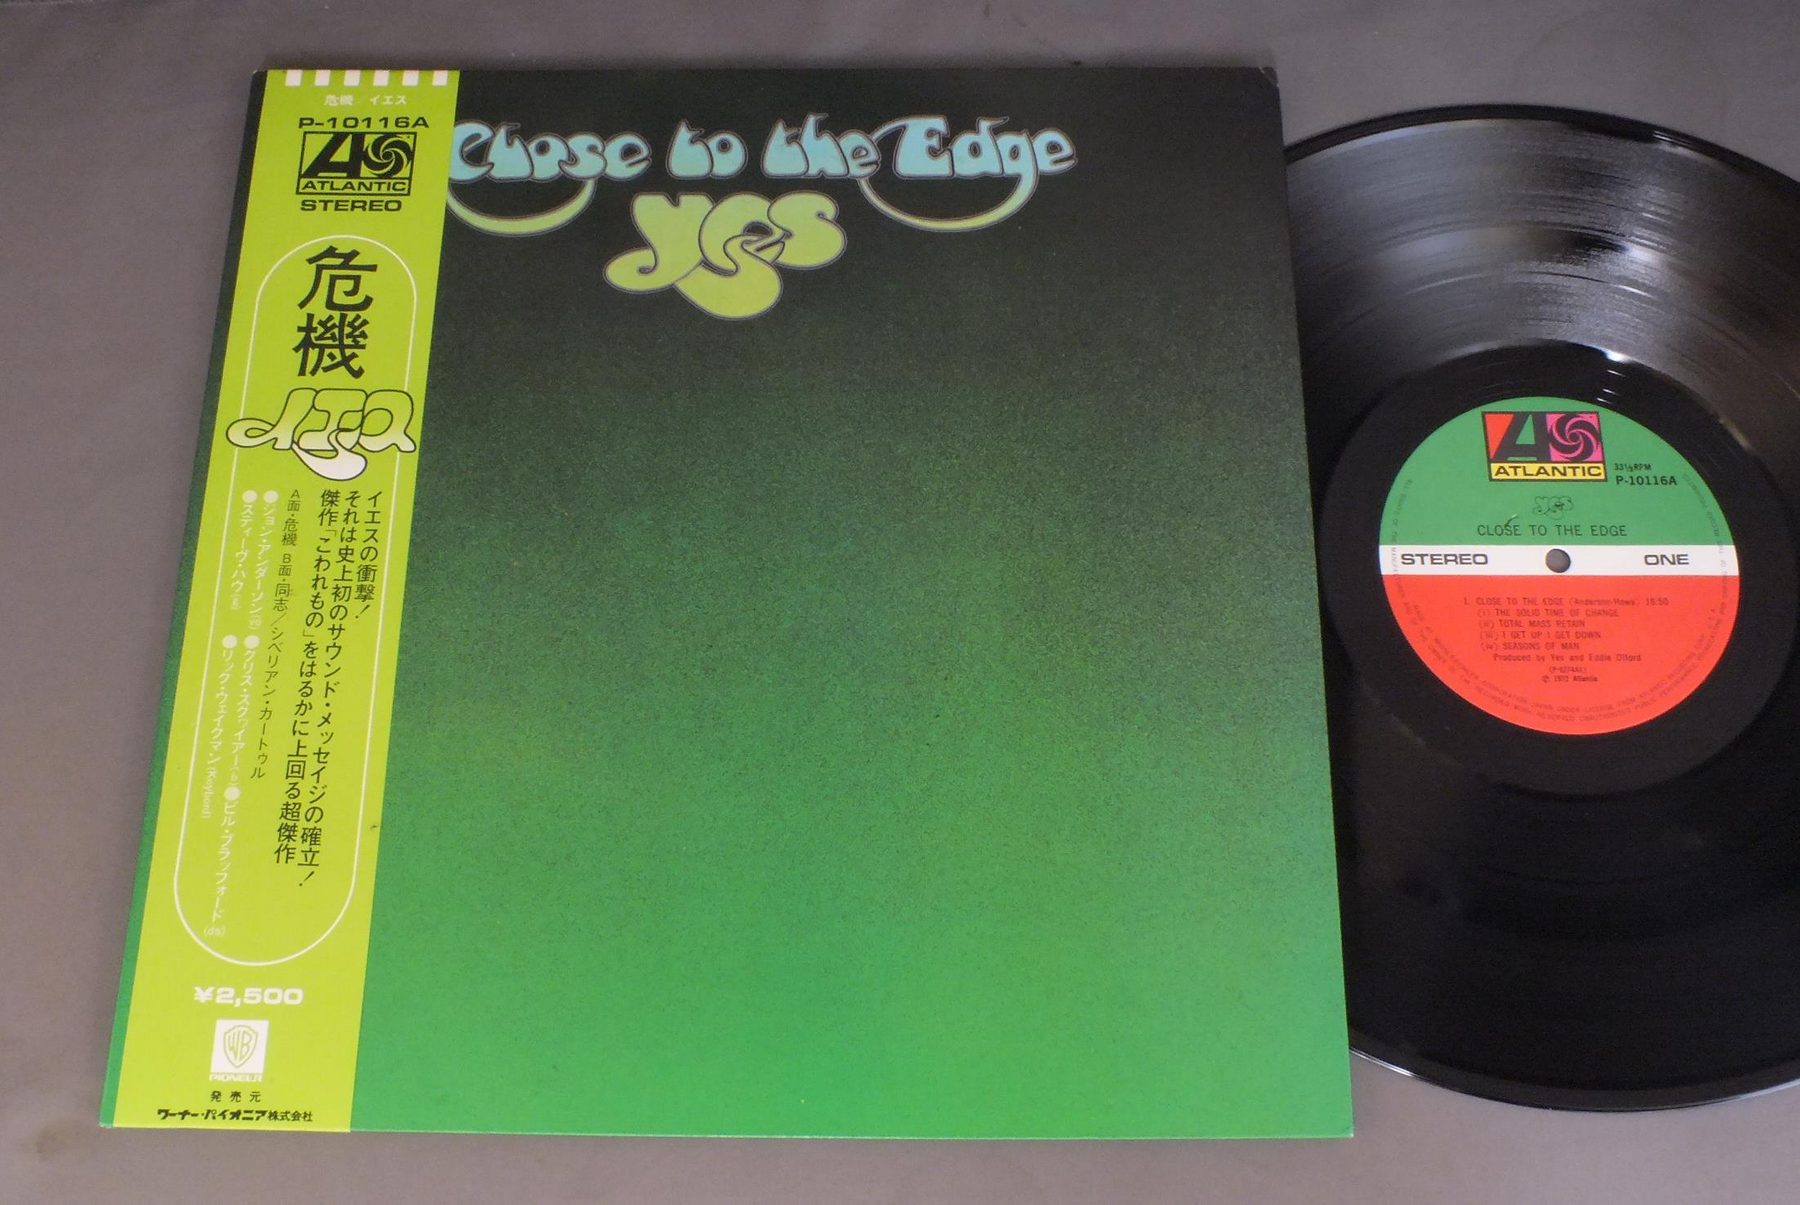 危機／イエス
P-10116A
ATLANTIC
STEREO
危機
イエス
イエスの衝撃！
それは史上初のサウンド・メッセイジの確立！
傑作「こわれもの」をはるかに上回る超傑作
A面・危機 B面・同志／シベリアン・カートゥル
●ジョン・アンダーソン(vo) ●クリス・スクワイアー(b) ●ビル・ブラッフォード(ds)
●スティーヴ・ハウ(g) ●リック・ウェイクマン(Keybord)
¥2,500
WB
PIONEER
発売元
ワーナー・パイオニア株式会社
Close to the Edge
yes
ATLANTIC
33⅓RPM
P-10116A
yes
CLOSE TO THE EDGE
STEREO ONE
1. CLOSE TO THE EDGE (Anderson-Howe) 18:50
(i) THE SOLID TIME OF CHANGE
(ii) TOTAL MASS RETAIN
(iii) I GET UP I GET DOWN
(iv) SEASONS OF MAN
Produced by Yes and Eddie Offord
℗ 1972 Atlantic